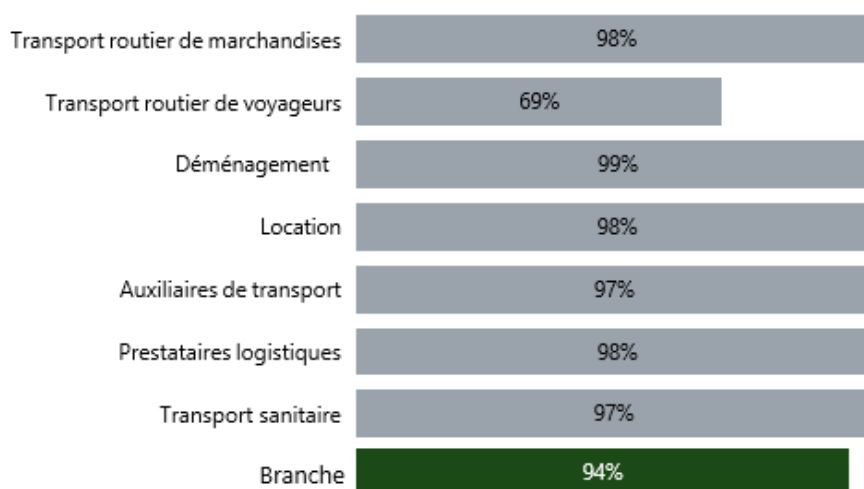 Transport routier de marchandises 98%
Transport routier de voyageurs 69%
Déménagement 99%
Location 98%
Auxiliaires de transport 97%
Prestataires logistiques 98%
Transport sanitaire 97%
Branche 94%